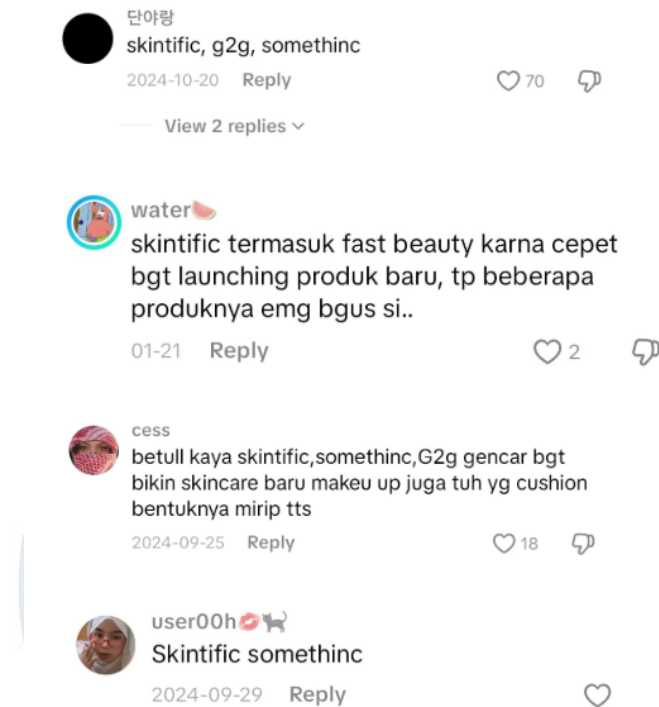 단야랑
skintific, g2g, somethinc
2024-10-20 Reply 70
View 2 replies
water🍉
skintific termasuk fast beauty karna cepet
bgt launching produk baru, tp beberapa
produknya emg bgus si..
01-21 Reply 2
cess
betull kaya skintific,somethinc,G2g gencar bgt
bikin skincare baru makeu up juga tuh yg cushion
bentuknya mirip tts
2024-09-25 Reply 18
user00h💋🐈‍⬛
Skintific somethinc
2024-09-29 Reply